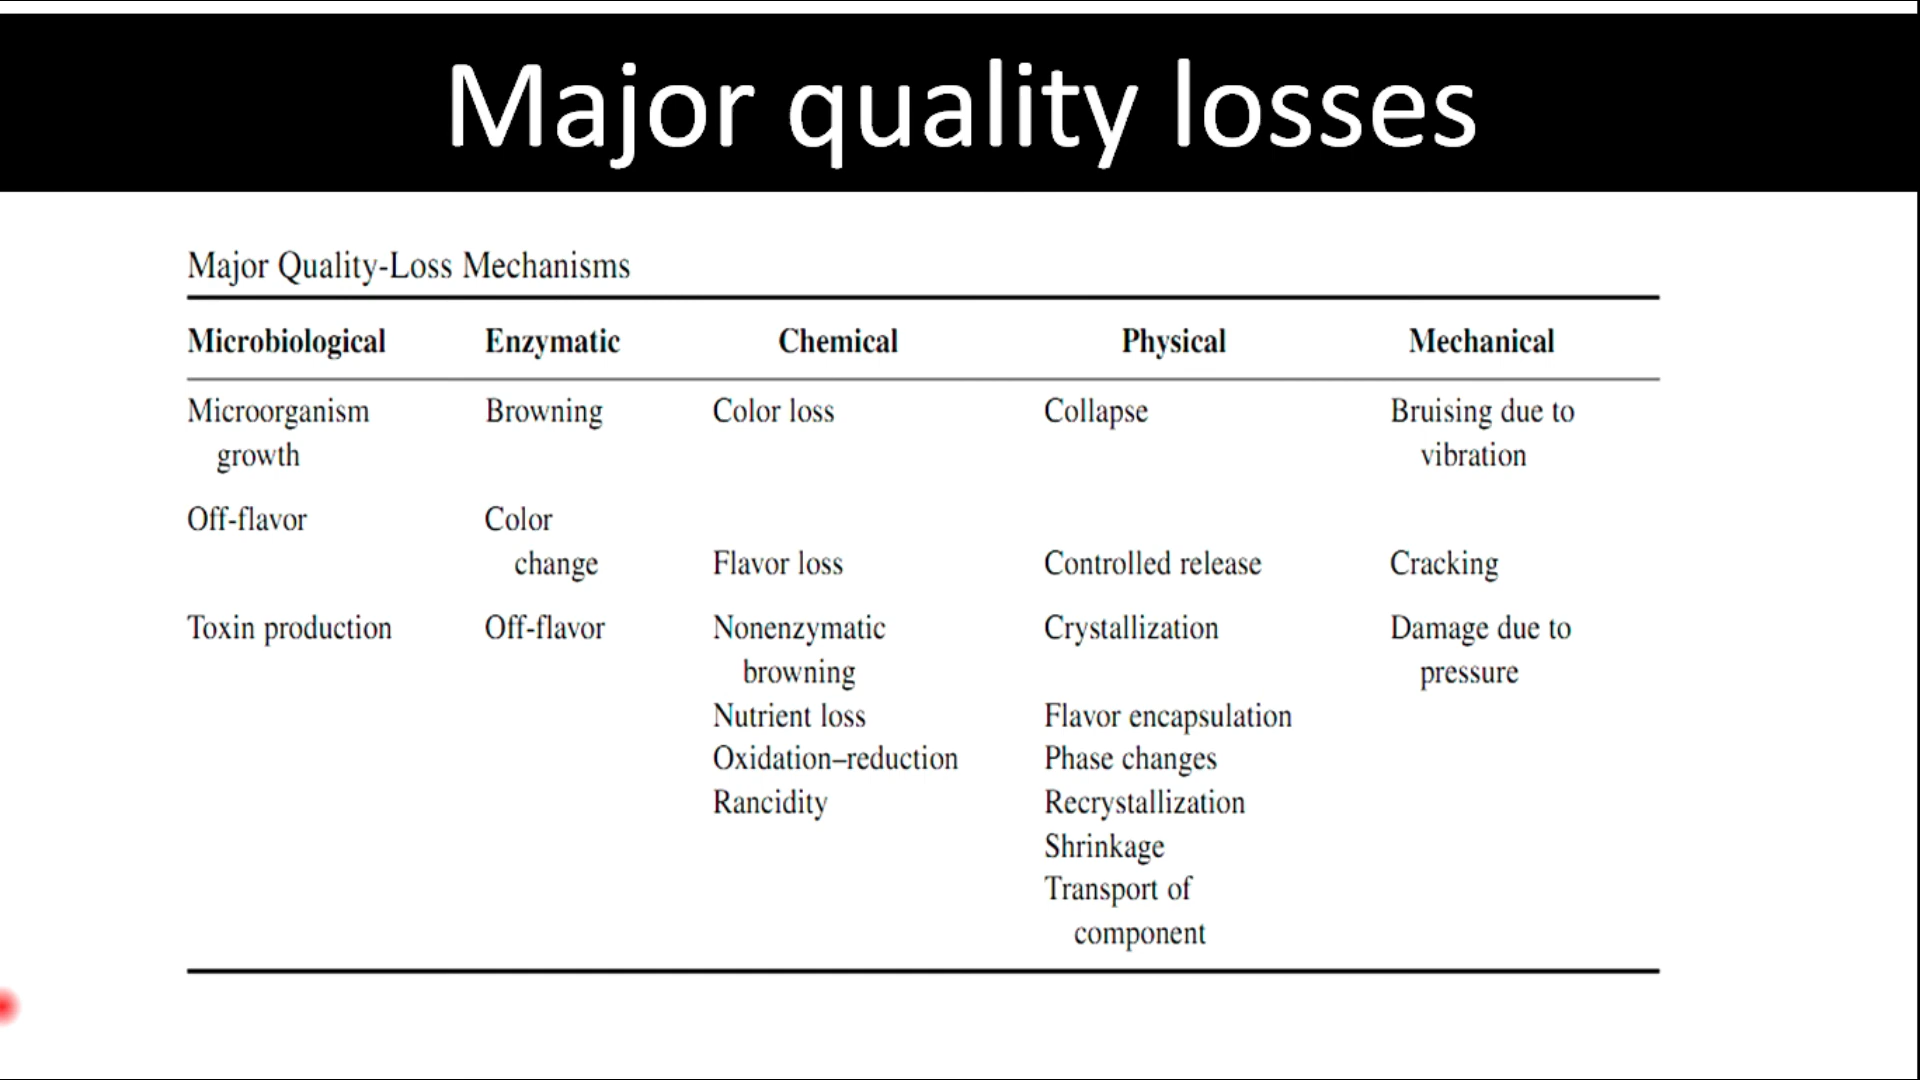 Major quality losses
Major Quality-Loss Mechanisms
Microbiological Enzymatic Chemical Physical Mechanical
Microorganism Browning Color loss Collapse Bruising due to
growth vibration
Off-flavor Color
change Flavor loss Controlled release Cracking
Toxin production Off-flavor Nonenzymatic Crystallization Damage due to
browning pressure
Nutrient loss Flavor encapsulation
Oxidation–reduction Phase changes
Rancidity Recrystallization
Shrinkage
Transport of
component